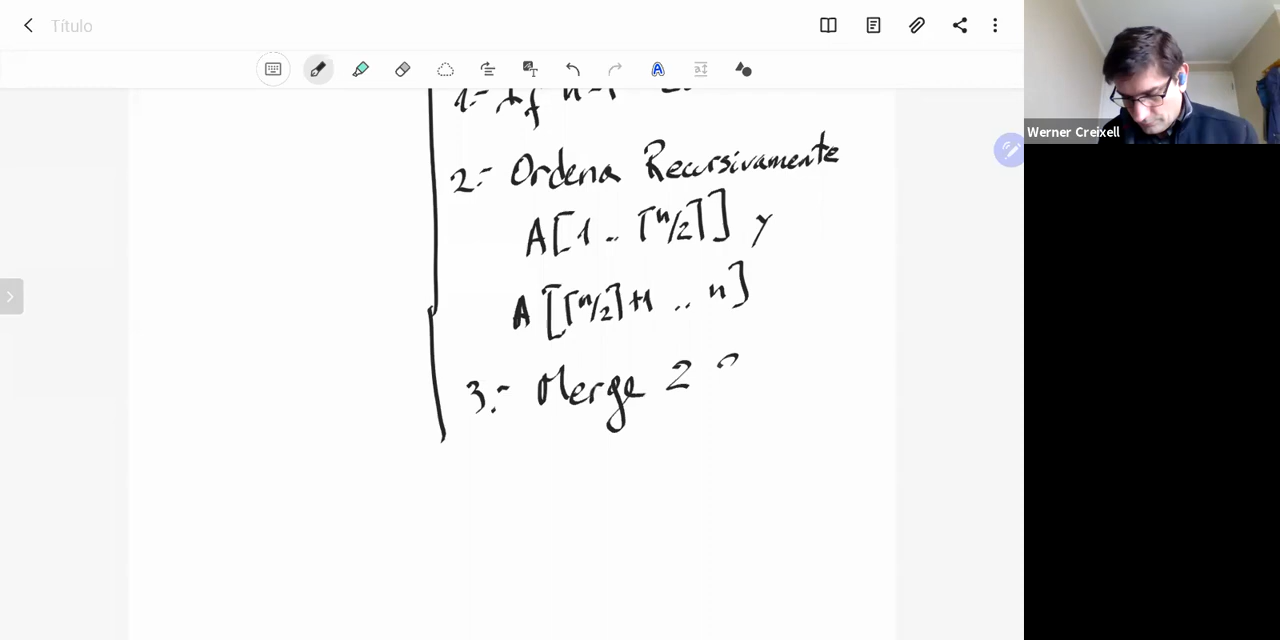 Título
Werner Creixell
2.- Ordena Recursivamente
A[1 .. ⌈n/2⌉] y
A[⌈n/2⌉+1 .. n]
3.- Merge 2